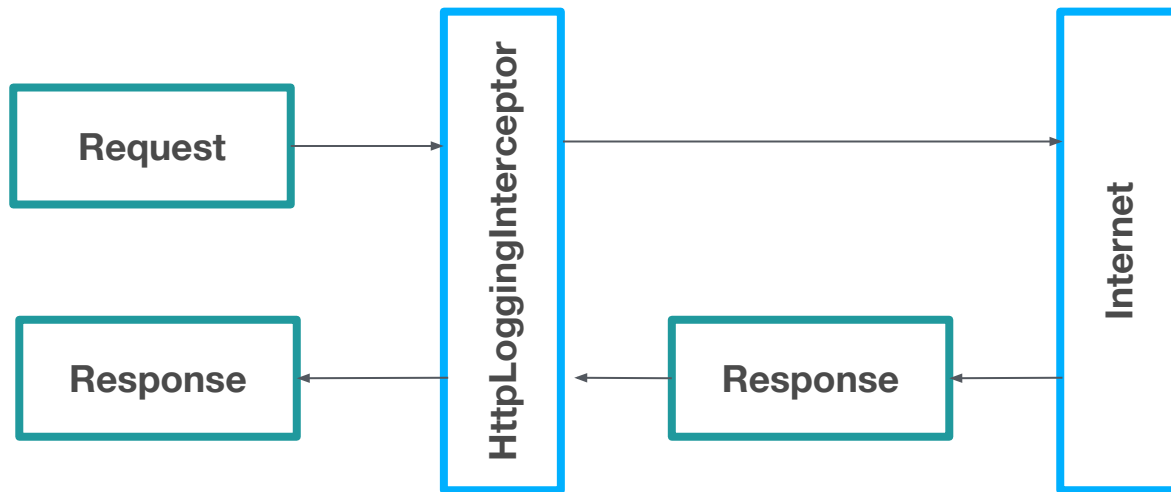 Request
HttpLoggingInterceptor
Internet
Response
Response